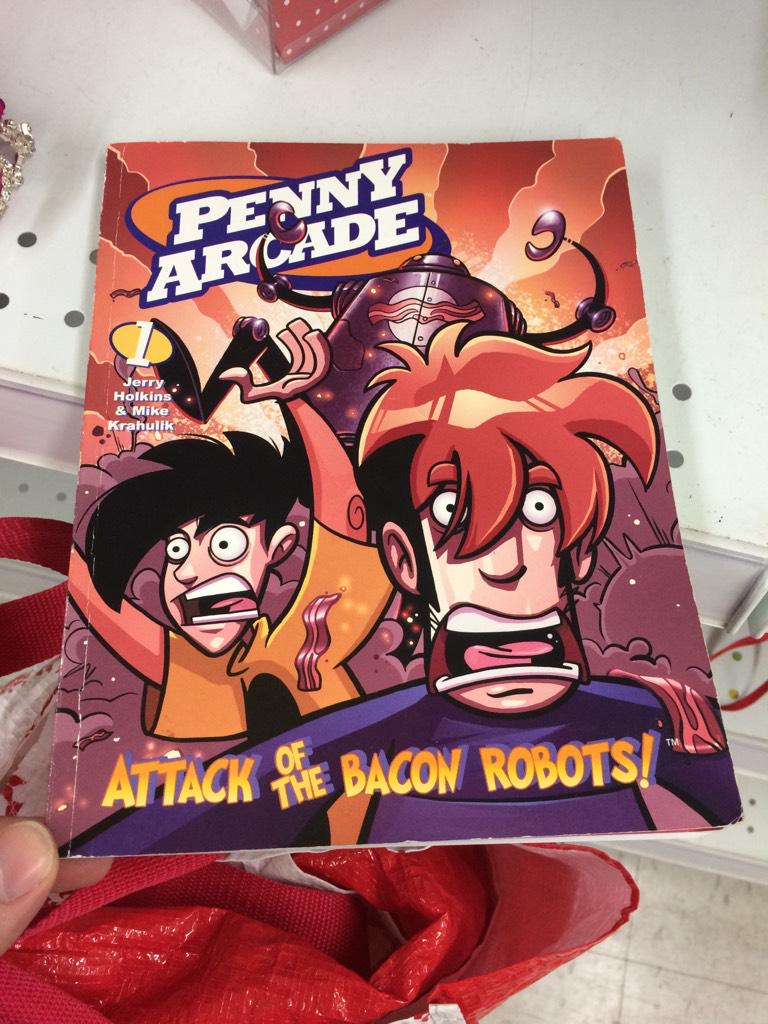 PENNY
ARCADE
1
Jerry
Holkins
& Mike
Krahulik
ATTACK OF THE BACON ROBOTS! ™